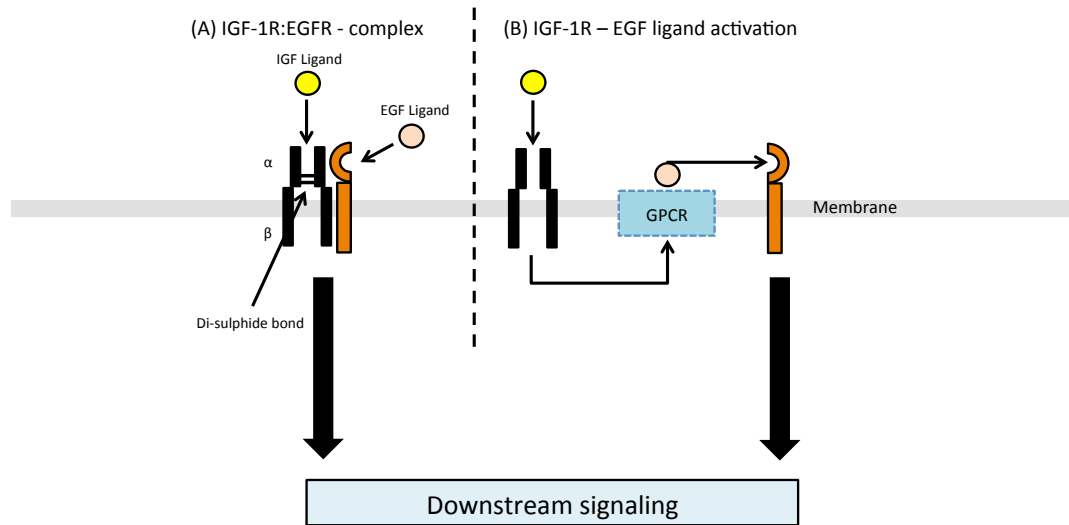 (A) IGF-1R:EGFR - complex
(B) IGF-1R – EGF ligand activation
IGF Ligand
EGF Ligand
α
β
GPCR
Membrane
Di-sulphide bond
Downstream signaling